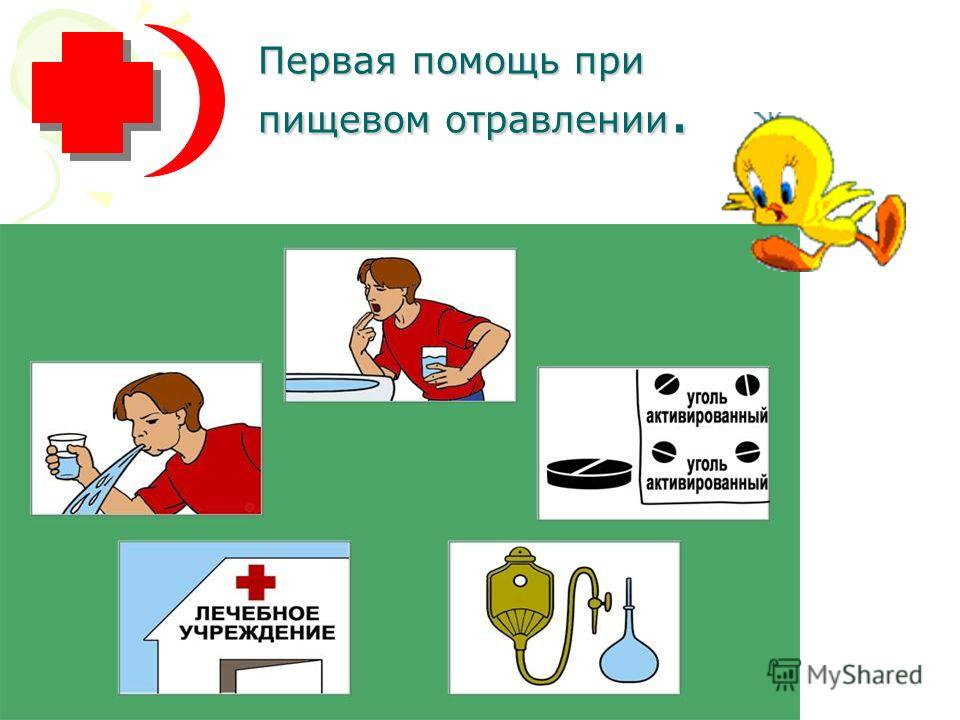 Первая помощь при
пищевом отравлении.
уголь
активированный
уголь
активированный
ЛЕЧЕБНОЕ
УЧРЕЖДЕНИЕ
MyShared